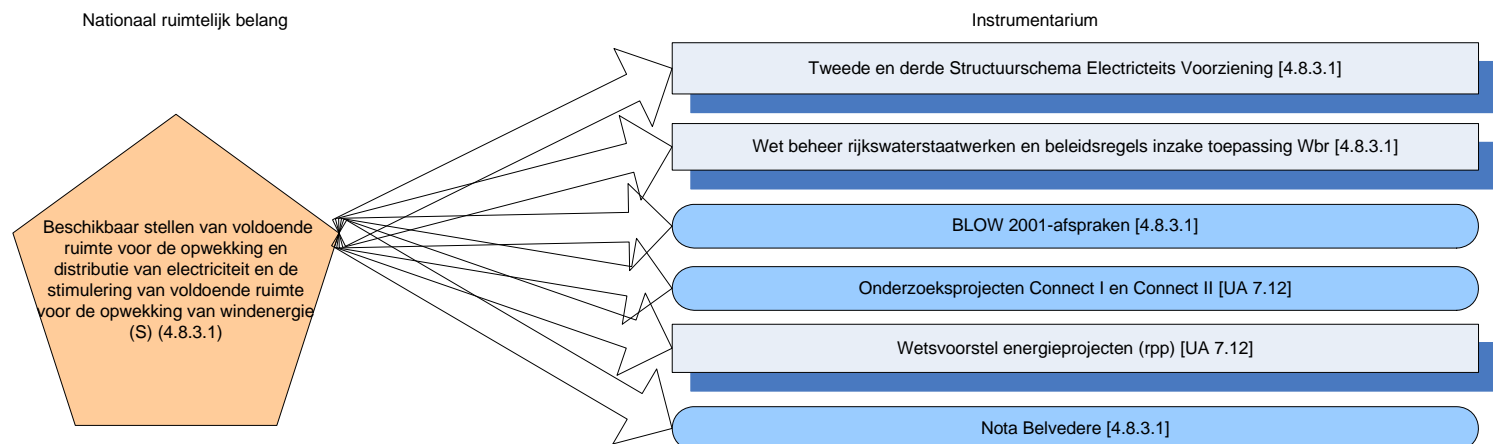 Nationaal ruimtelijk belang
Instrumentarium
Beschikbaar stellen van voldoende
ruimte voor de opwekking en
distributie van electriciteit en de
stimulering van voldoende ruimte
voor de opwekking van windenergie
(S) (4.8.3.1)
Tweede en derde Structuurschema Electricteits Voorziening [4.8.3.1]
Wet beheer rijkswaterstaatwerken en beleidsregels inzake toepassing Wbr [4.8.3.1]
BLOW 2001-afspraken [4.8.3.1]
Onderzoeksprojecten Connect I en Connect II [UA 7.12]
Wetsvoorstel energieprojecten (rpp) [UA 7.12]
Nota Belvedere [4.8.3.1]